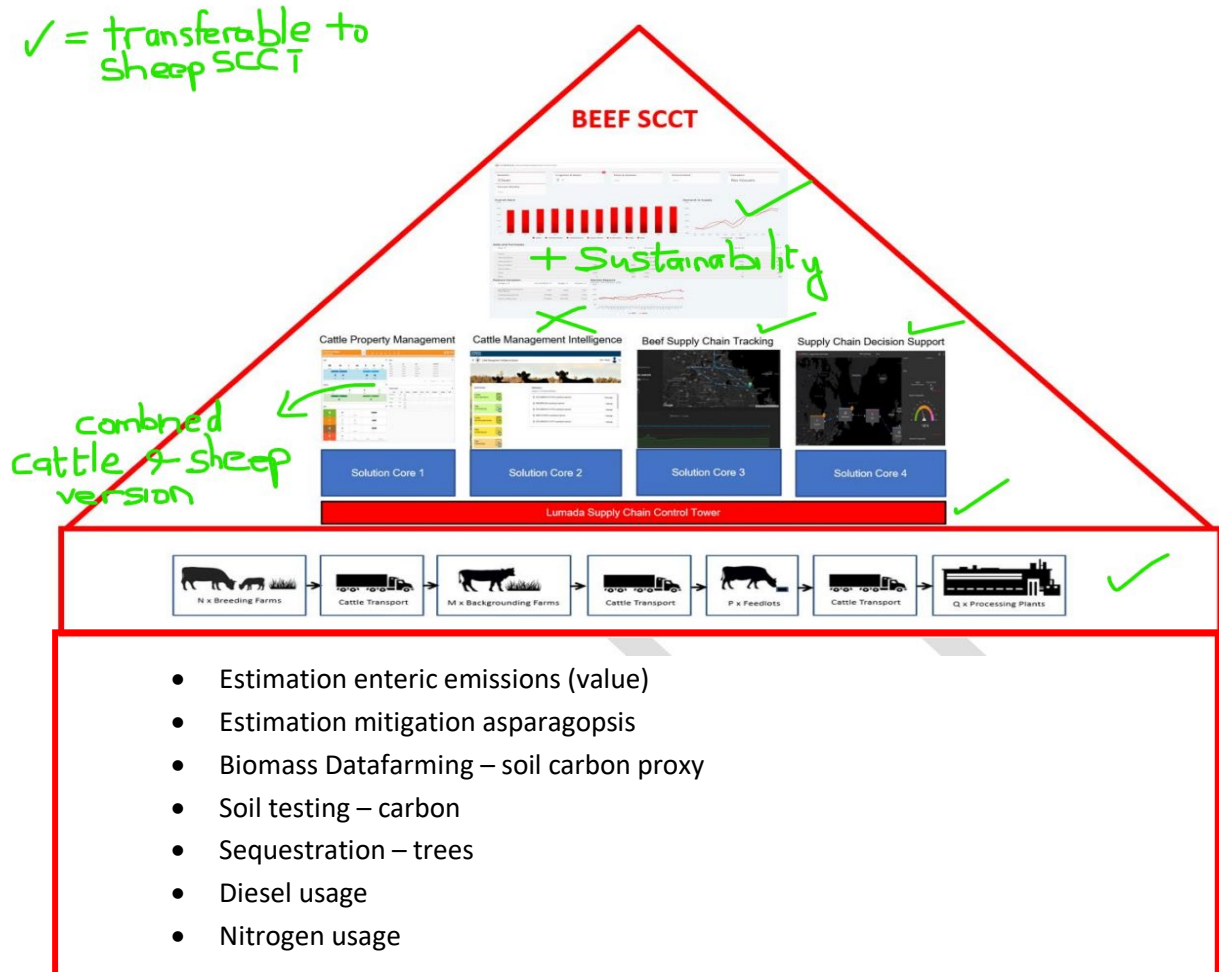 ✓ = transferable to
sheep SCCT
BEEF SCCT
+ Sustainability
Cattle Property Management
Cattle Management Intelligence
Beef Supply Chain Tracking
Supply Chain Decision Support
combined
cattle & sheep
version
Solution Core 1
Solution Core 2
Solution Core 3
Solution Core 4
Lumada Supply Chain Control Tower
N x Breeding Farms
Cattle Transport
M x Backgrounding Farms
Cattle Transport
P x Feedlots
Cattle Transport
Q x Processing Plants
• Estimation enteric emissions (value)
• Estimation mitigation asparagopsis
• Biomass Datafarming – soil carbon proxy
• Soil testing – carbon
• Sequestration – trees
• Diesel usage
• Nitrogen usage